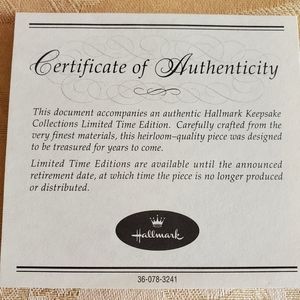 Certificate of Authenticity
This document accompanies an authentic Hallmark Keepsake
Collections Limited Time Edition. Carefully crafted from the
very finest materials, this heirloom-quality piece was designed
to be treasured for years to come.
Limited Time Editions are available until the announced
retirement date, at which time the piece is no longer produced
or distributed.
Hallmark
36-078-3241